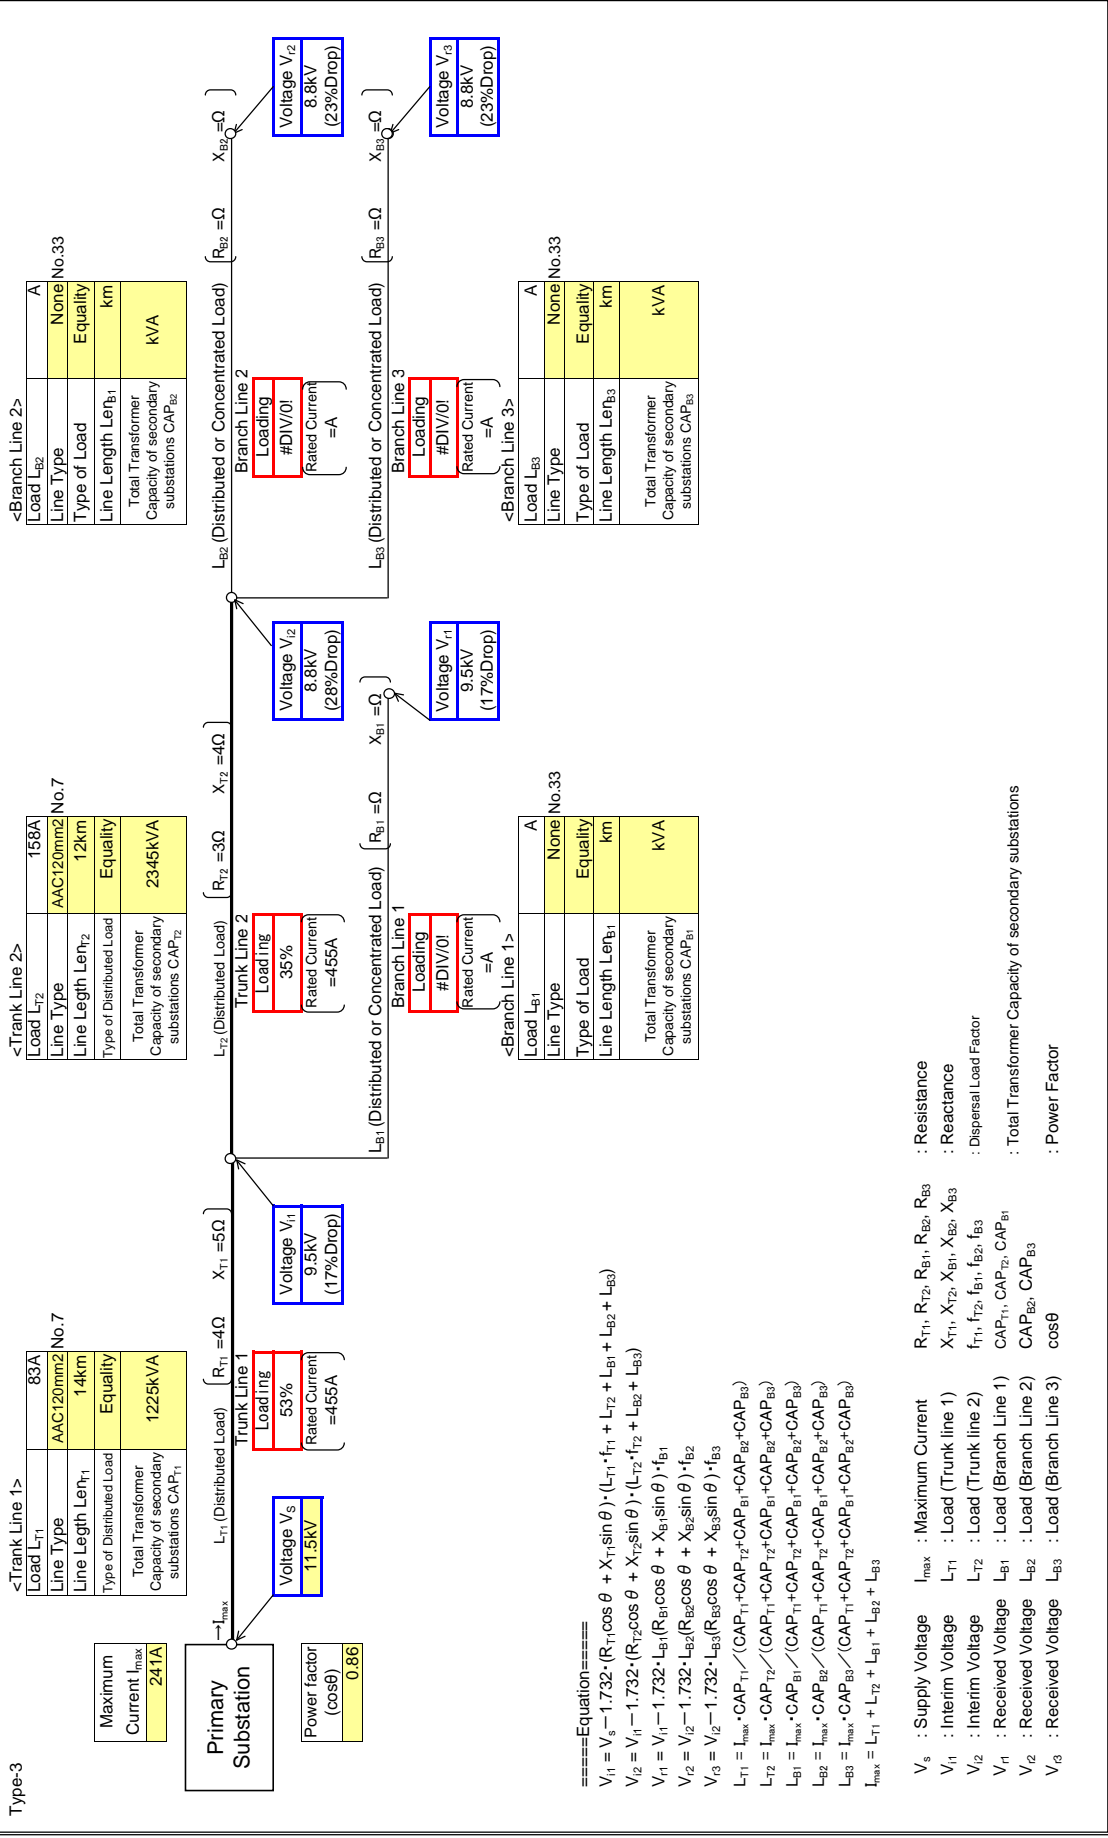 Type-3
Maximum
Current Imax
241A
Primary
Substation
Power factor
(cosθ)
0.86
→Imax
Voltage VS
11.5kV
<Trank Line 1>
Load LT1 83A
Line Type AAC120mm2 No.7
Line Legth LenT1 14km
Type of Distributed Load Equality
Total Transformer
Capacity of secondary
substations CAPT1
1225kVA
LT1 (Distributed Load)
RT1 =4Ω XT1 =5Ω
Trunk Line 1
Loading
53%
Rated Current
=455A
Voltage Vi1
9.5kV
(17%Drop)
<Trank Line 2>
Load LT2 158A
Line Type AAC120mm2 No.7
Line Legth LenT2 12km
Type of Distributed Load Equality
Total Transformer
Capacity of secondary
substations CAPT2
2345kVA
LT2 (Distributed Load)
RT2 =3Ω XT2 =4Ω
Trunk Line 2
Loading
35%
Rated Current
=455A
Voltage Vi2
8.8kV
(28%Drop)
LB1 (Distributed or Concentrated Load)
RB1 =Ω XB1 =Ω
Branch Line 1
Loading
#DIV/0!
Rated Current
=A
Voltage Vr1
9.5kV
(17%Drop)
<Branch Line 1>
Load LB1 A
Line Type None No.33
Type of Load Equality
Line Length LenB1 km
Total Transformer
Capacity of secondary
substations CAPB1
kVA
<Branch Line 2>
Load LB2 A
Line Type None No.33
Type of Load Equality
Line Length LenB1 km
Total Transformer
Capacity of secondary
substations CAPB2
kVA
LB2 (Distributed or Concentrated Load)
RB2 =Ω XB2 =Ω
Branch Line 2
Loading
#DIV/0!
Rated Current
=A
Voltage Vr2
8.8kV
(23%Drop)
LB3 (Distributed or Concentrated Load)
RB3 =Ω XB3 =Ω
Branch Line 3
Loading
#DIV/0!
Rated Current
=A
Voltage Vr3
8.8kV
(23%Drop)
<Branch Line 3>
Load LB3 A
Line Type None No.33
Type of Load Equality
Line Length LenB3 km
Total Transformer
Capacity of secondary
substations CAPB3
kVA
=====Equation=====
Vi1 = Vs－1.732・(RT1cos θ + XT1sin θ)・(LT1・fT1 + LT2 + LB1 + LB2 + LB3)
Vi2 = Vi1－1.732・(RT2cos θ + XT2sin θ)・(LT2・fT2 + LB2 + LB3)
Vr1 = Vi1－1.732・LB1(RB1cos θ + XB1sin θ)・fB1
Vr2 = Vi2－1.732・LB2(RB2cos θ + XB2sin θ)・fB2
Vr3 = Vi2－1.732・LB3(RB3cos θ + XB3sin θ)・fB3
LT1 = Imax・CAPT1／(CAPT1+CAPT2+CAPB1+CAPB2+CAPB3)
LT2 = Imax・CAPT2／(CAPT1+CAPT2+CAPB1+CAPB2+CAPB3)
LB1 = Imax・CAPB1／(CAPT1+CAPT2+CAPB1+CAPB2+CAPB3)
LB2 = Imax・CAPB2／(CAPT1+CAPT2+CAPB1+CAPB2+CAPB3)
LB3 = Imax・CAPB3／(CAPT1+CAPT2+CAPB1+CAPB2+CAPB3)
Imax = LT1 + LT2 + LB1 + LB2 + LB3
Vs : Supply Voltage Imax : Maximum Current RT1, RT2, RB1, RB2, RB3 : Resistance
Vi1 : Interim Voltage LT1 : Load (Trunk line 1) XT1, XT2, XB1, XB2, XB3 : Reactance
Vi2 : Interim Voltage LT2 : Load (Trunk line 2) fT1, fT2, fB1, fB2, fB3 : Dispersal Load Factor
Vr1 : Received Voltage LB1 : Load (Branch Line 1) CAPT1, CAPT2, CAPB1
Vr2 : Received Voltage LB2 : Load (Branch Line 2) CAPB2, CAPB3 : Total Transformer Capacity of secondary substations
Vr3 : Received Voltage LB3 : Load (Branch Line 3) cosθ : Power Factor